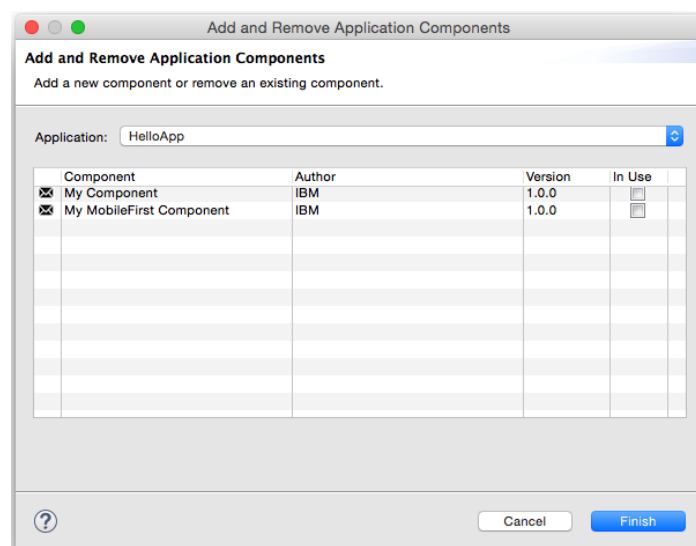 Add and Remove Application Components
Add and Remove Application Components
Add a new component or remove an existing component.
Application: HelloApp
Component Author Version In Use
My Component IBM 1.0.0
My MobileFirst Component IBM 1.0.0
? Cancel Finish